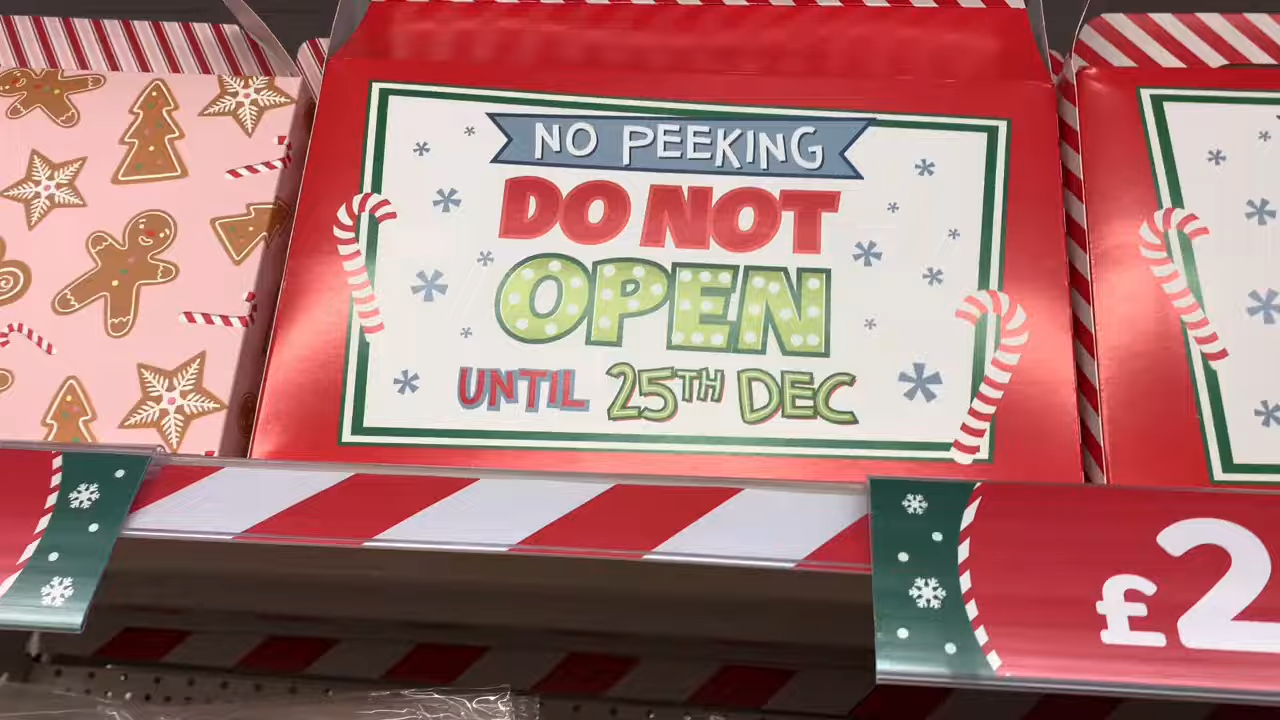 NO PEEKING
DO NOT
OPEN
UNTIL 25TH DEC
£2